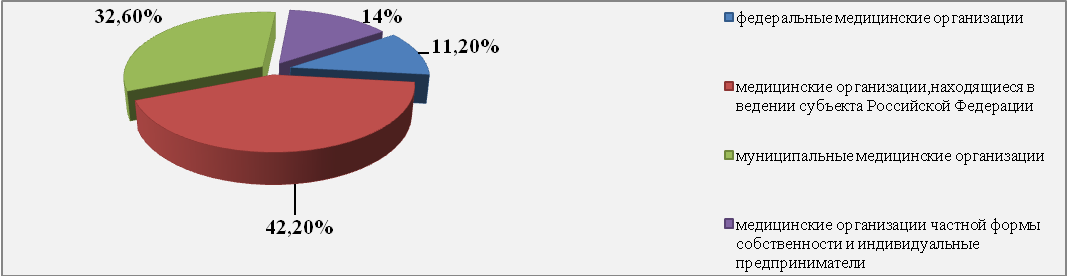 32,60%
14%
11,20%
42,20%
федеральные медицинские организации
медицинские организации,находящиеся в
ведении субъекта Российской Федерации
муниципальные медицинские организации
медицинские организации частной формы
собственности и индивидуальные
предприниматели